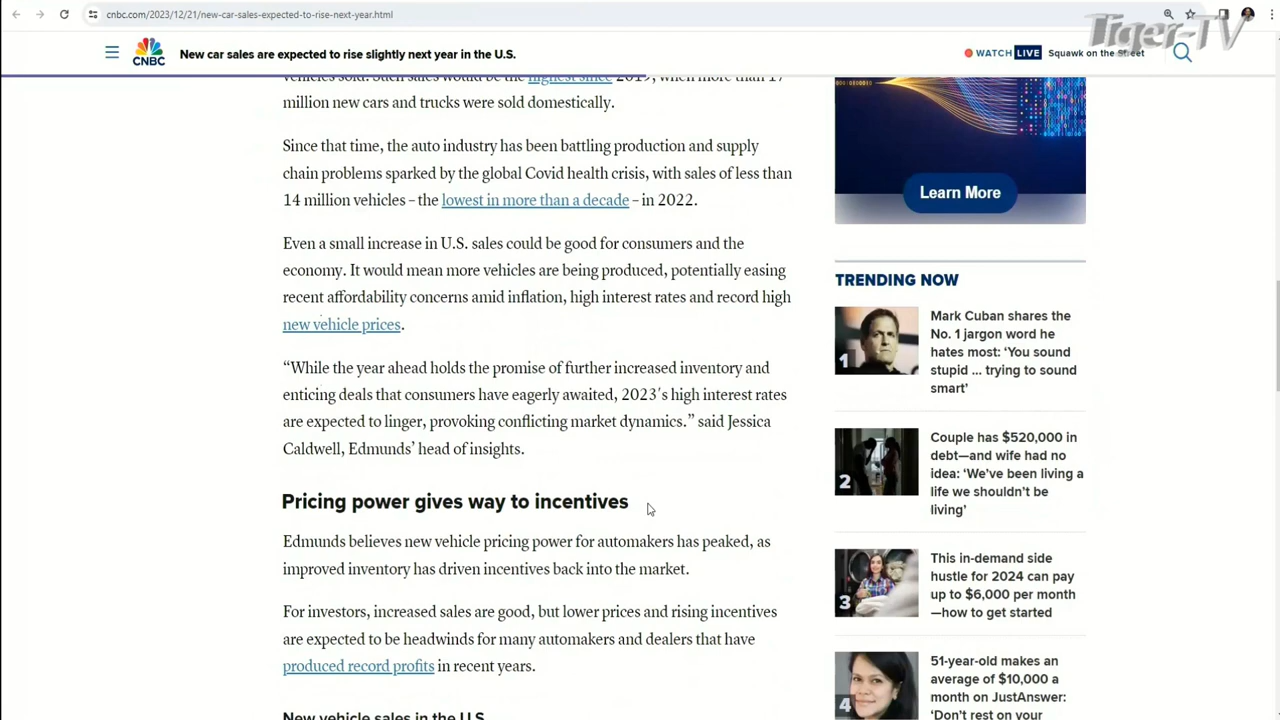 cnbc.com/2023/12/21/new-car-sales-expected-to-rise-next-year.html
Tiger-TV
CNBC
New car sales are expected to rise slightly next year in the U.S.
WATCH LIVE Squawk on the Street
vehicles sold. Such sales would be the highest since 2019, when more than 17
million new cars and trucks were sold domestically.
Since that time, the auto industry has been battling production and supply
chain problems sparked by the global Covid health crisis, with sales of less than
14 million vehicles – the lowest in more than a decade – in 2022.
Even a small increase in U.S. sales could be good for consumers and the
economy. It would mean more vehicles are being produced, potentially easing
recent affordability concerns amid inflation, high interest rates and record high
new vehicle prices.
“While the year ahead holds the promise of further increased inventory and
enticing deals that consumers have eagerly awaited, 2023’s high interest rates
are expected to linger, provoking conflicting market dynamics.” said Jessica
Caldwell, Edmunds’ head of insights.
Pricing power gives way to incentives
Edmunds believes new vehicle pricing power for automakers has peaked, as
improved inventory has driven incentives back into the market.
For investors, increased sales are good, but lower prices and rising incentives
are expected to be headwinds for many automakers and dealers that have
produced record profits in recent years.
New vehicle sales in the U.S.
Learn More
TRENDING NOW
1
Mark Cuban shares the
No. 1 jargon word he
hates most: ‘You sound
stupid ... trying to sound
smart’
2
Couple has $520,000 in
debt—and wife had no
idea: ‘We’ve been living a
life we shouldn’t be
living’
3
This in-demand side
hustle for 2024 can pay
up to $6,000 per month
—how to get started
4
51-year-old makes an
average of $10,000 a
month on JustAnswer:
‘Don’t rest on your